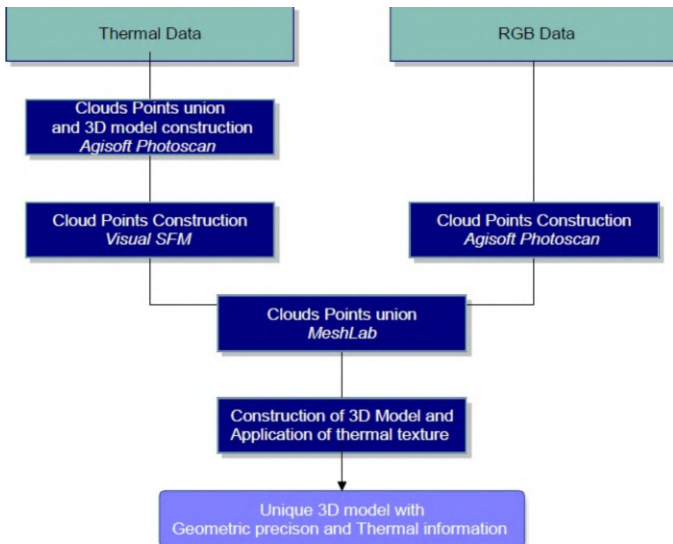 Thermal Data
RGB Data
Clouds Points union
and 3D model construction
Agisoft Photoscan
Cloud Points Construction
Visual SFM
Cloud Points Construction
Agisoft Photoscan
Clouds Points union
MeshLab
Construction of 3D Model and
Application of thermal texture
Unique 3D model with
Geometric precison and Thermal information